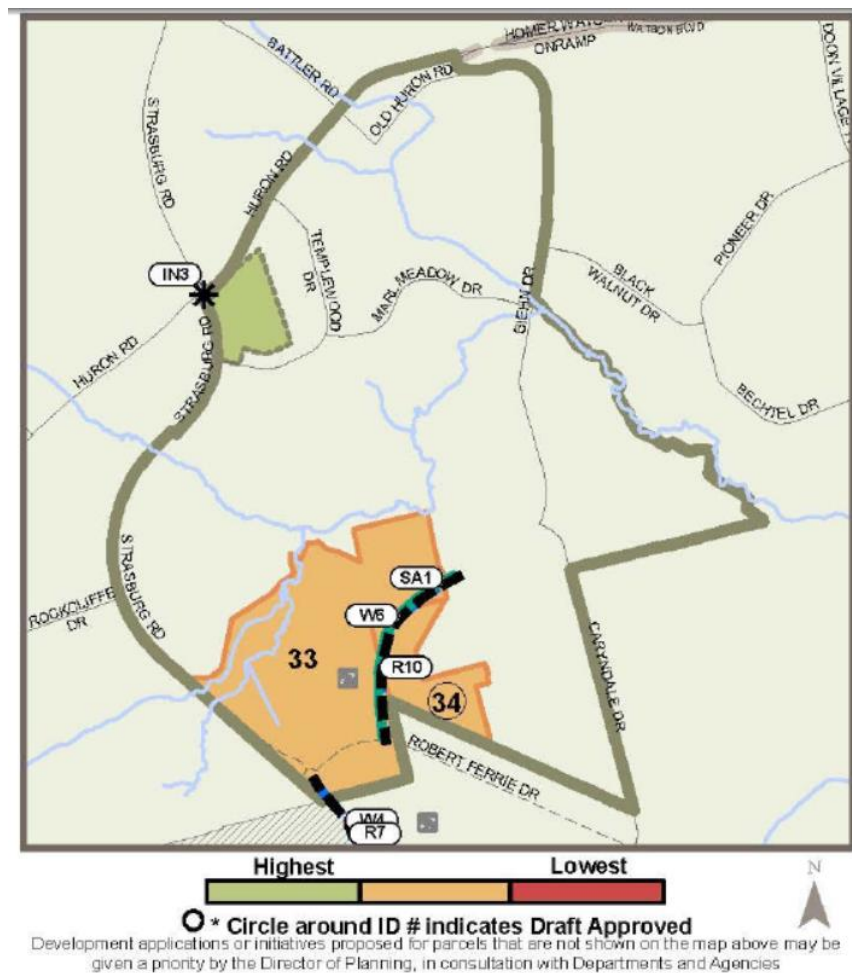 HOMER WATSON
WATSON BLVD
ONRAMP
BATTLER RD
OLD HURON RD
DOON VILLAGE
STRASBURG RD
HURON RD
PIONEER DR
TEMPLEWOOD DR
IN3
MARL MEADOW DR
BIEHN DR
BLACK WALNUT DR
HURON RD
STRASBURG RD
BECHTEL DR
STRASBURG RD
SA1
ROCKCLIFFE DR
W6
CARYNDALE DR
33
R10
34
ROBERT FERRIE DR
W4
R7
Highest Lowest
N
* Circle around ID # indicates Draft Approved
Development applications or initiatives proposed for parcels that are not shown on the map above may be
given a priority by the Director of Planning, in consultation with Departments and Agencies